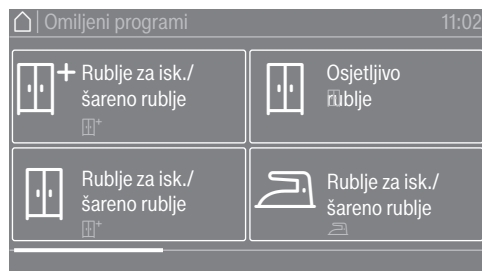 Omiljeni programi 11:02
Rublje za isk./
šareno rublje
Osjetljivo
rublje
Rublje za isk./
šareno rublje
Rublje za isk./
šareno rublje